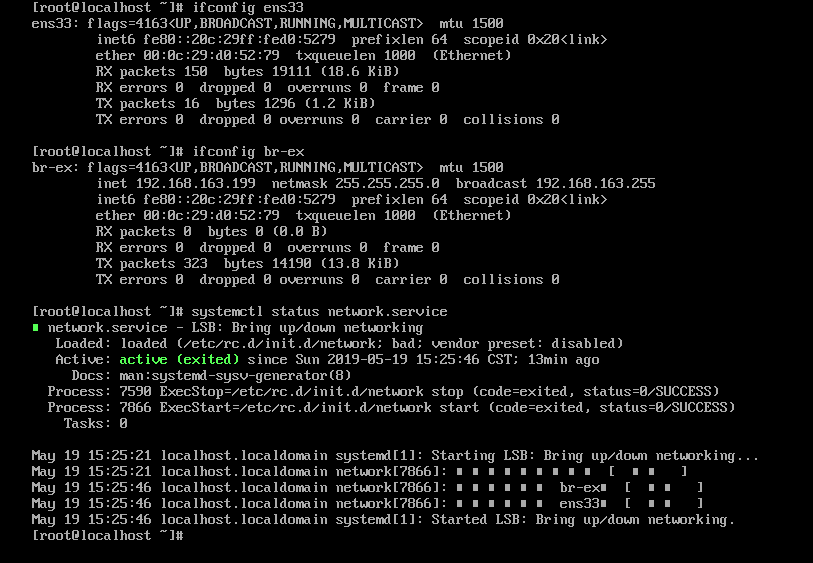 [root@localhost ~]# ifconfig ens33
ens33: flags=4163<UP,BROADCAST,RUNNING,MULTICAST>  mtu 1500
        inet6 fe80::20c:29ff:fed0:5279  prefixlen 64  scopeid 0x20<link>
        ether 00:0c:29:d0:52:79  txqueuelen 1000  (Ethernet)
        RX packets 150  bytes 19111 (18.6 KiB)
        RX errors 0  dropped 0  overruns 0  frame 0
        TX packets 16  bytes 1296 (1.2 KiB)
        TX errors 0  dropped 0 overruns 0  carrier 0  collisions 0

[root@localhost ~]# ifconfig br-ex
br-ex: flags=4163<UP,BROADCAST,RUNNING,MULTICAST>  mtu 1500
        inet 192.168.163.199  netmask 255.255.255.0  broadcast 192.168.163.255
        inet6 fe80::20c:29ff:fed0:5279  prefixlen 64  scopeid 0x20<link>
        ether 00:0c:29:d0:52:79  txqueuelen 1000  (Ethernet)
        RX packets 0  bytes 0 (0.0 B)
        RX errors 0  dropped 0  overruns 0  frame 0
        TX packets 323  bytes 14190 (13.8 KiB)
        TX errors 0  dropped 0 overruns 0  carrier 0  collisions 0

[root@localhost ~]# systemctl status network.service
■ network.service - LSB: Bring up/down networking
   Loaded: loaded (/etc/rc.d/init.d/network; bad; vendor preset: disabled)
   Active: active (exited) since Sun 2019-05-19 15:25:46 CST; 13min ago
     Docs: man:systemd-sysv-generator(8)
  Process: 7590 ExecStop=/etc/rc.d/init.d/network stop (code=exited, status=0/SUCCESS)
  Process: 7866 ExecStart=/etc/rc.d/init.d/network start (code=exited, status=0/SUCCESS)
    Tasks: 0

May 19 15:25:21 localhost.localdomain systemd[1]: Starting LSB: Bring up/down networking...
May 19 15:25:21 localhost.localdomain network[7866]: ■ ■ ■ ■ ■ ■ ■ ■ ■  [  ■ ■   ]
May 19 15:25:46 localhost.localdomain network[7866]: ■ ■ ■ ■ ■ ■  br-ex■  [  ■ ■   ]
May 19 15:25:46 localhost.localdomain network[7866]: ■ ■ ■ ■ ■ ■  ens33■  [  ■ ■   ]
May 19 15:25:46 localhost.localdomain systemd[1]: Started LSB: Bring up/down networking.
[root@localhost ~]#